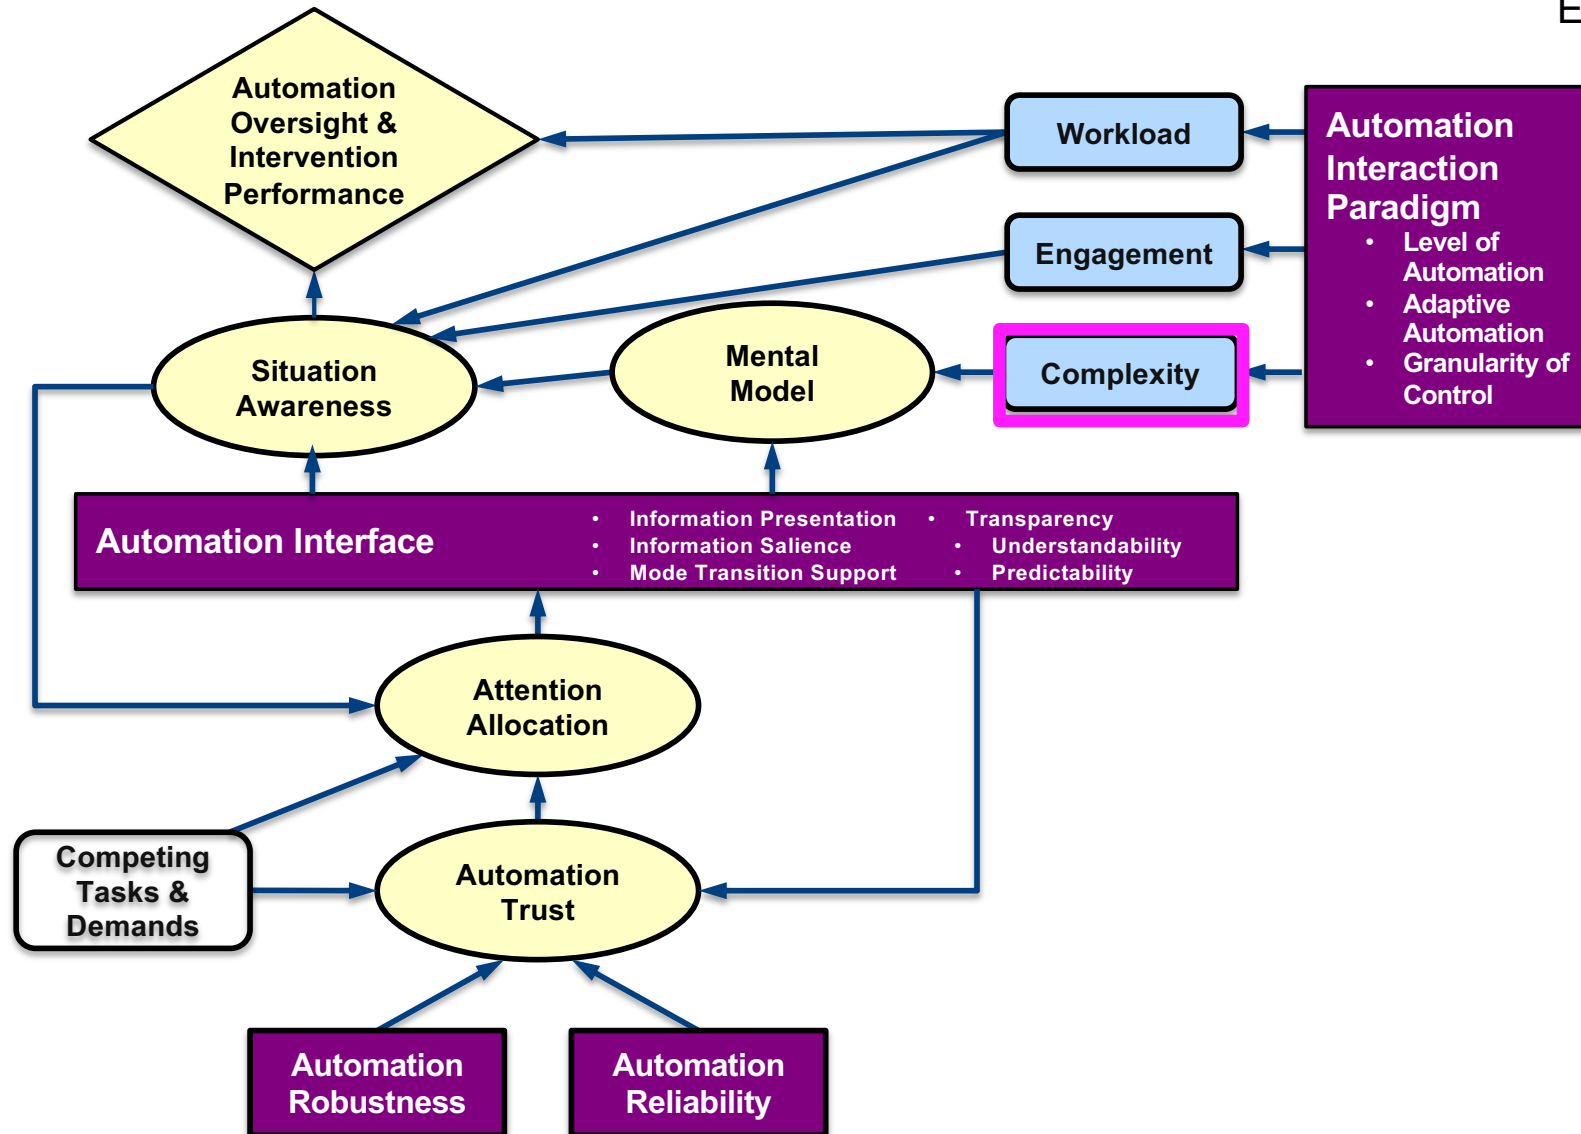 E
Automation
Oversight &
Intervention
Performance
Workload
Automation
Interaction
Paradigm
• Level of
Automation
• Adaptive
Automation
• Granularity of
Control
Engagement
Complexity
Mental
Model
Situation
Awareness
Automation Interface
• Information Presentation
• Information Salience
• Mode Transition Support
• Transparency
• Understandability
• Predictability
Attention
Allocation
Competing
Tasks &
Demands
Automation
Trust
Automation
Robustness
Automation
Reliability